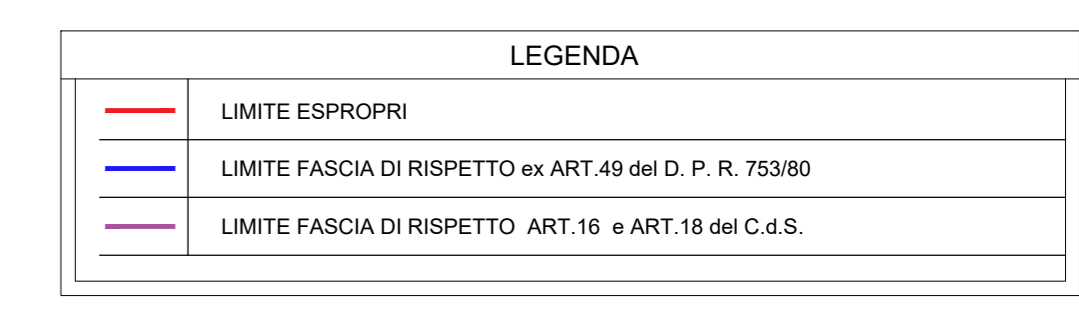 LEGENDA
LIMITE ESPROPRI
LIMITE FASCIA DI RISPETTO ex ART.49 del D. P. R. 753/80
LIMITE FASCIA DI RISPETTO ART.16 e ART.18 del C.d.S.